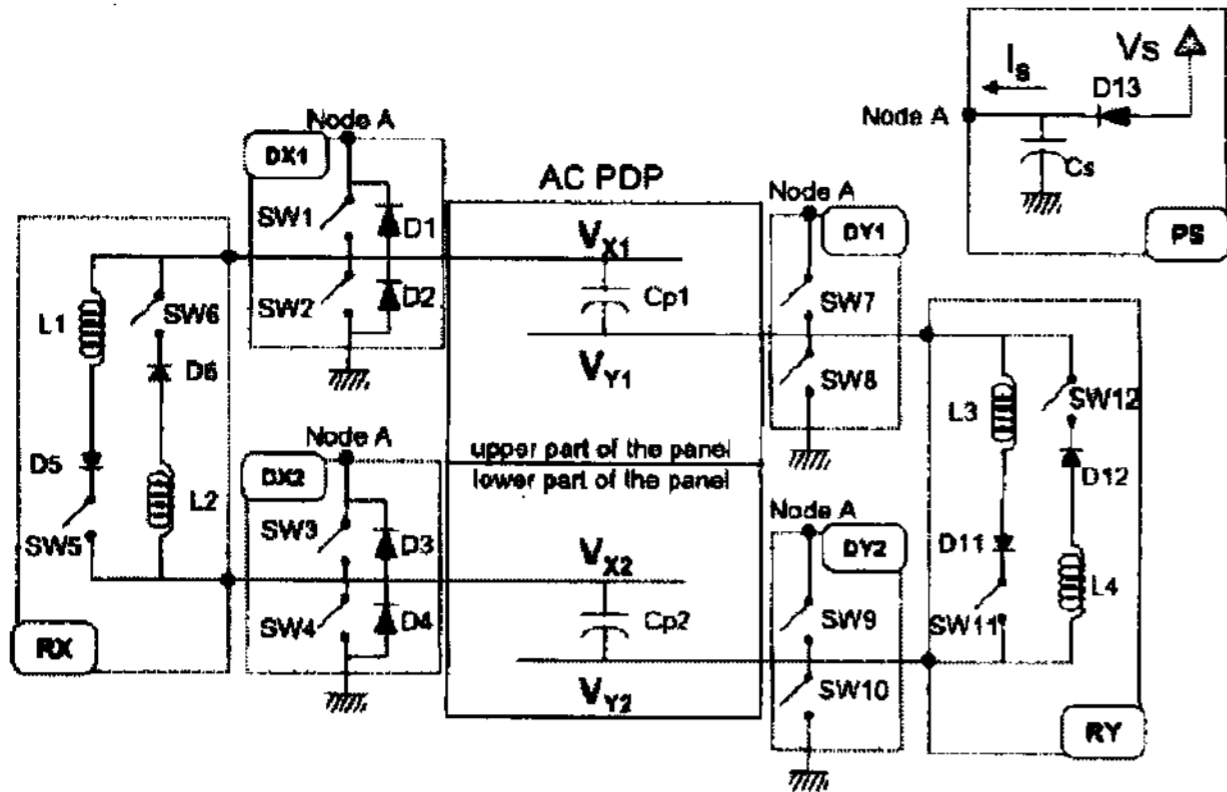 Node A
DX1
SW1
D1
SW2
D2
L1
SW6
D6
D5
L2
SW5
RX
Node A
DX2
SW3
D3
SW4
D4
AC PDP
VX1
Cp1
VY1
upper part of the panel
lower part of the panel
VX2
Cp2
VY2
Node A
DY1
SW7
SW8
Node A
DY2
SW9
SW10
Is
Vs
D13
Node A
Cs
PS
L3
SW12
D12
D11
L4
SW11
RY